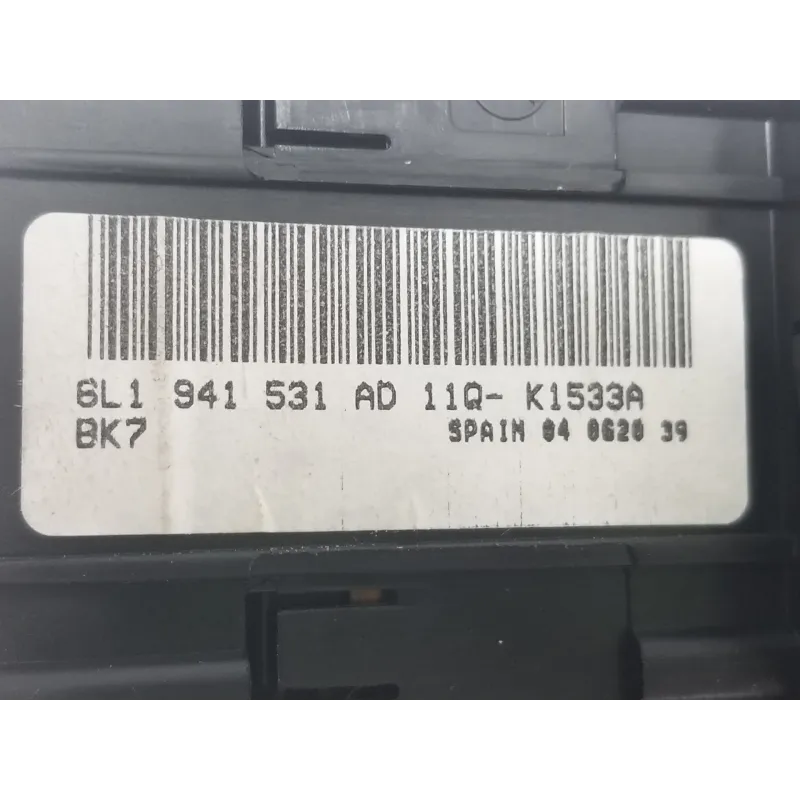 6L1 941 531 AD 11Q- K1533A
BK7 SPAIN 04 0620 39